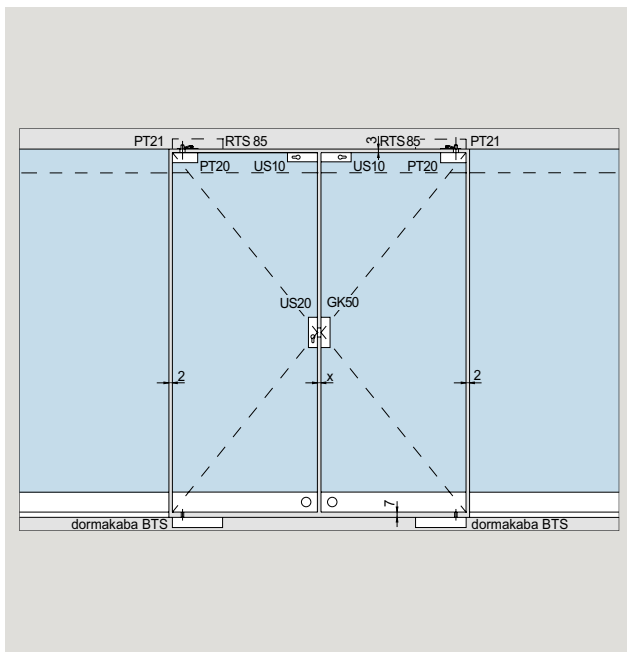 PT21 RTS 85 3 RTS 85 PT21
PT20 US10 US10 PT20
US20 GK50
2 x 2
7
dormakaba BTS dormakaba BTS